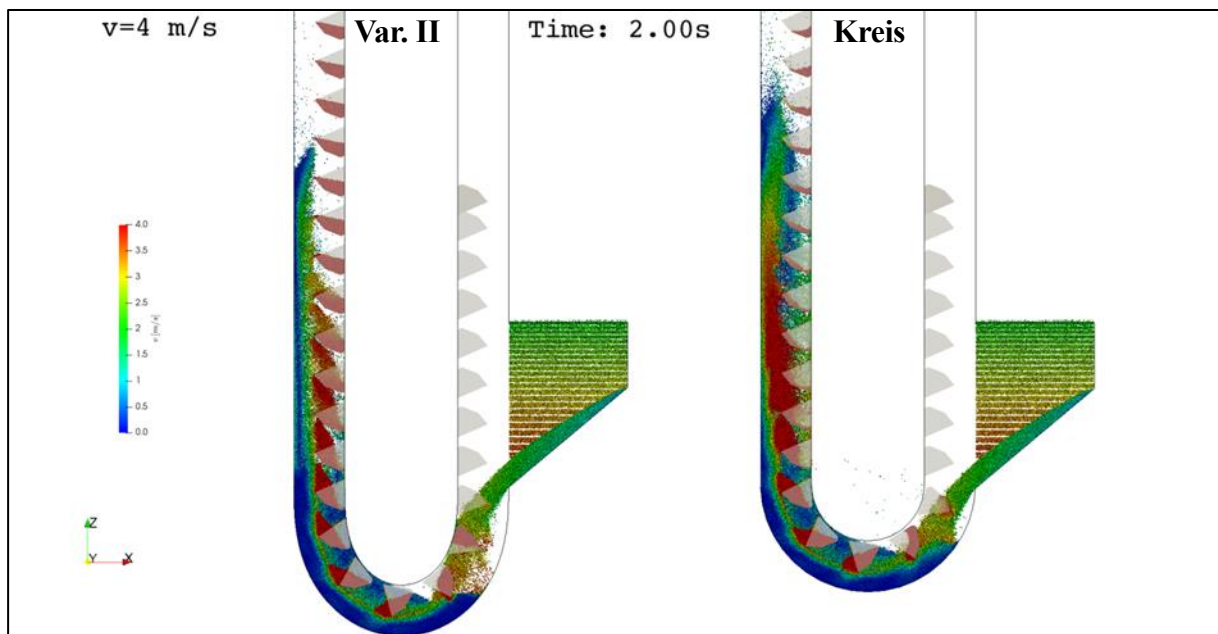 v=4 m/s
Var. II
Time: 2.00s
Kreis
4.0
3.5
3
2.5
2
1.5
1
0.5
0.0
v [m/s]
Z
Y
X